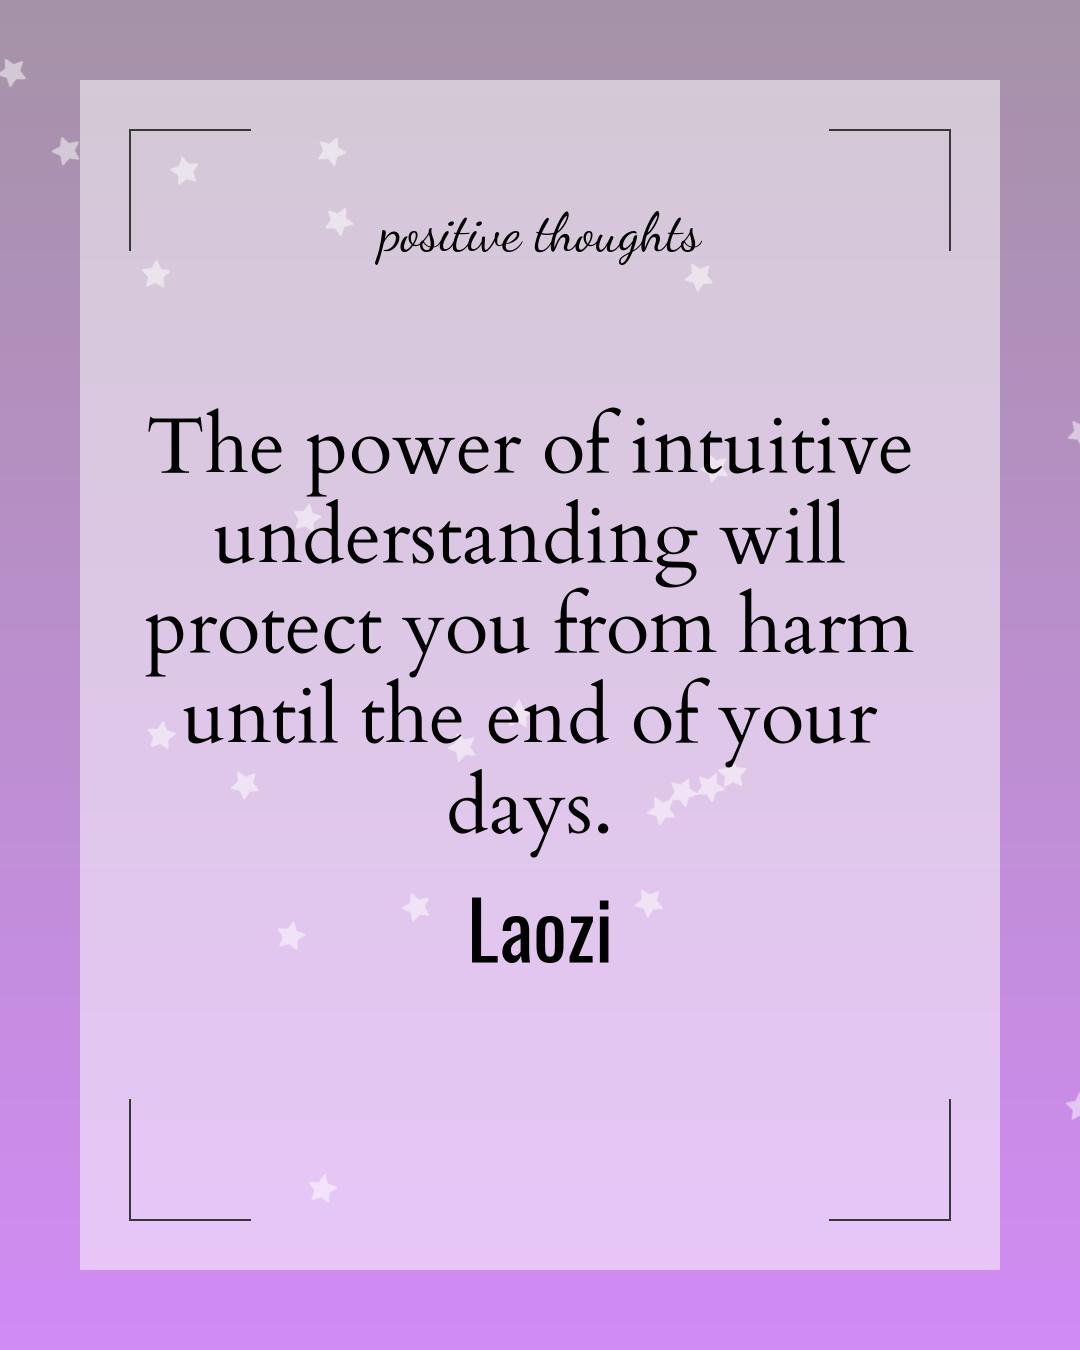 positive thoughts
The power of intuitive
understanding will
protect you from harm
until the end of your
days.
Laozi